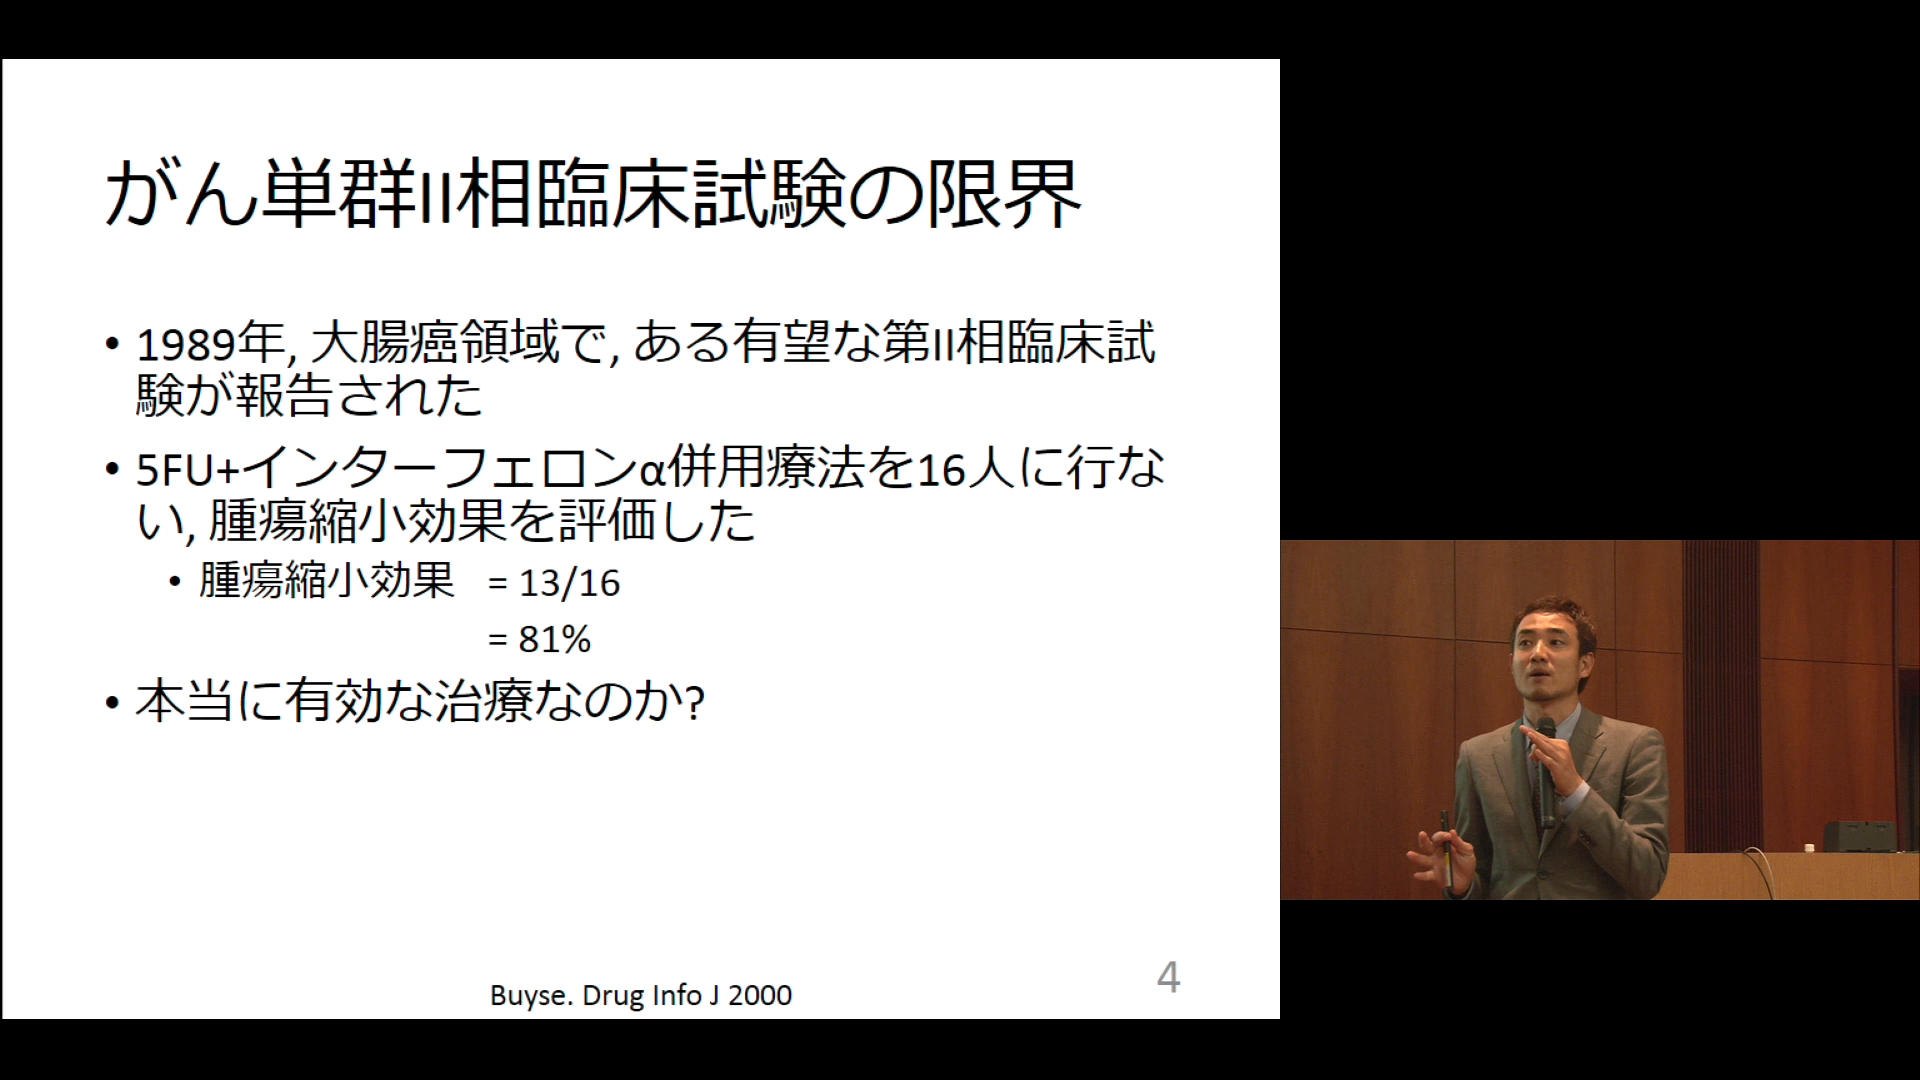 がん単群II相臨床試験の限界
• 1989年, 大腸癌領域で, ある有望な第II相臨床試
験が報告された
• 5FU+インターフェロンα併用療法を16人に行な
い, 腫瘍縮小効果を評価した
• 腫瘍縮小効果 = 13/16
= 81%
• 本当に有効な治療なのか?
Buyse. Drug Info J 2000
4